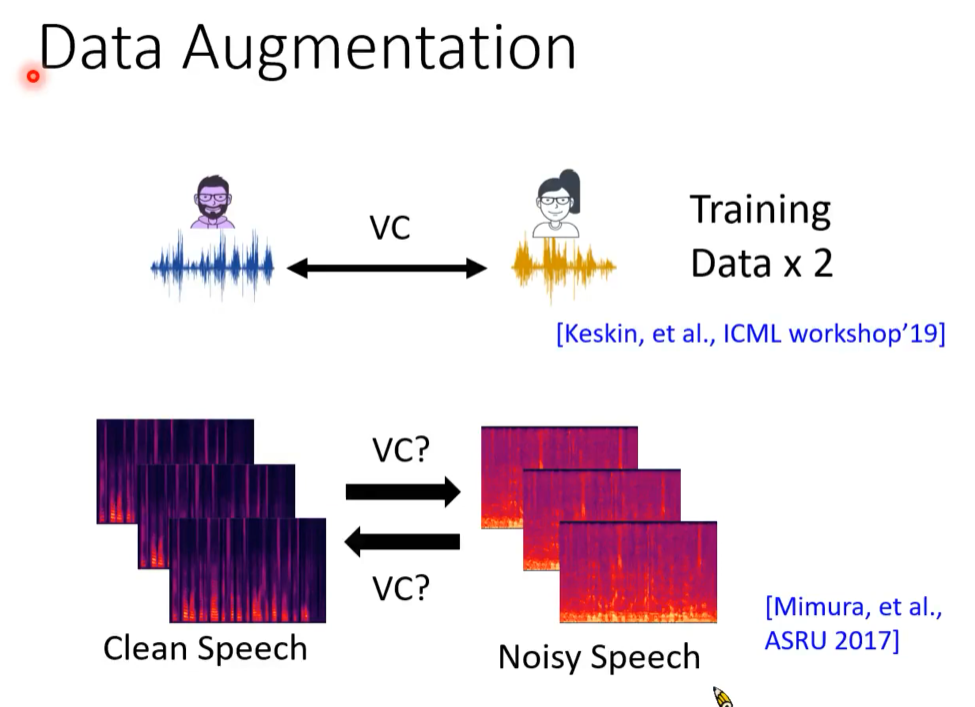 Data Augmentation
VC
Training
Data x 2
[Keskin, et al., ICML workshop’19]
VC?
VC?
Clean Speech
Noisy Speech
[Mimura, et al.,
ASRU 2017]